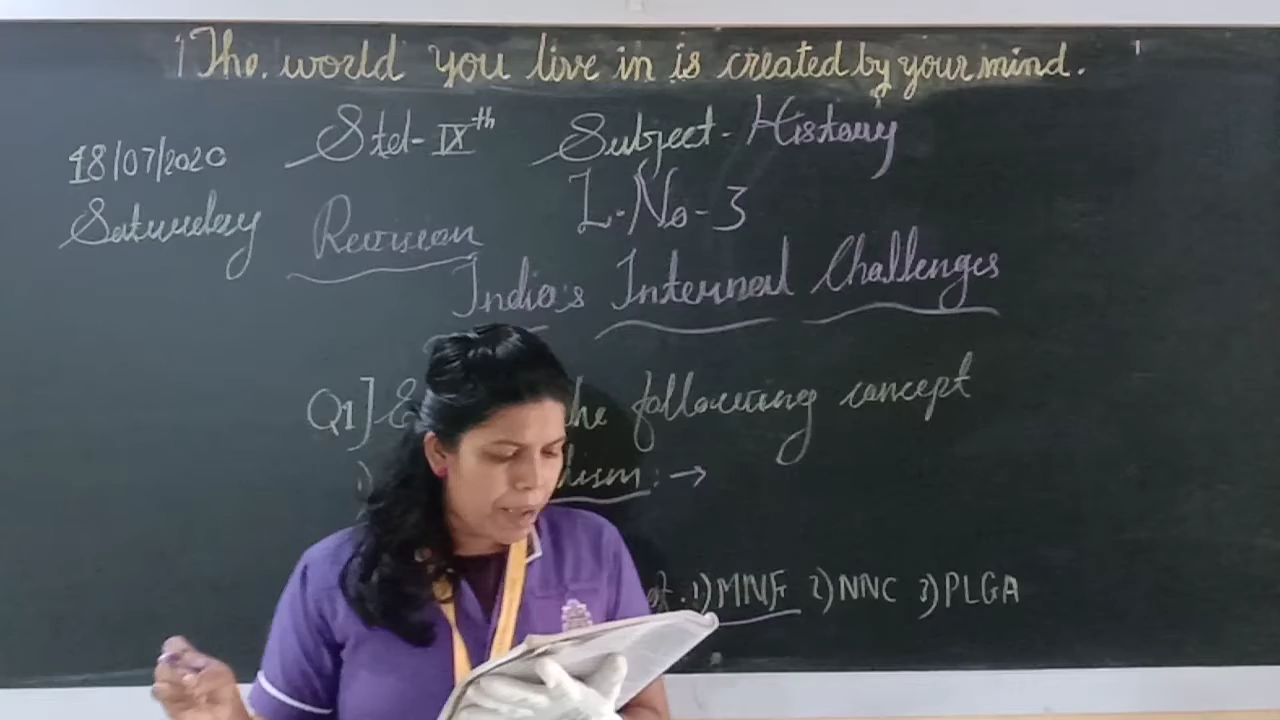 The world you live in is created by your mind.
18/07/2020 Std-IXth Subject-History
Saturday Revision L.No-3
India's Internal Challenges
Q1] the following concept
1) :→
1)MNF 2)NNC 3)PLGA